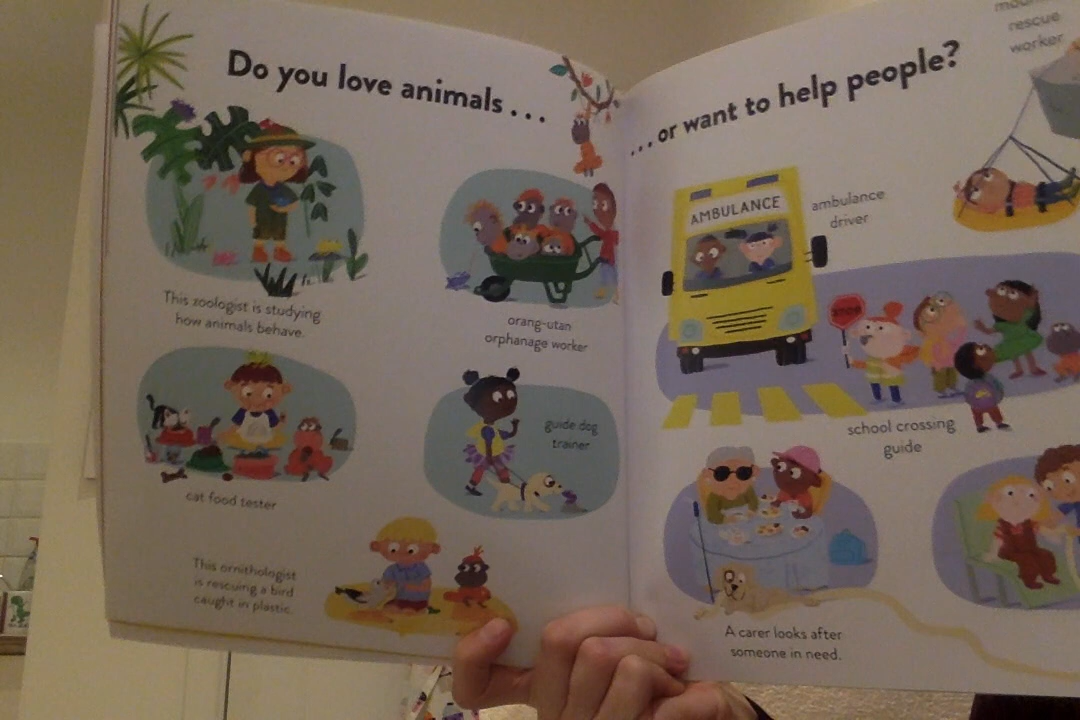 Do you love animals . . .
This zoologist is studying
how animals behave.
orang-utan
orphanage worker
cat food tester
guide dog
trainer
This ornithologist
is rescuing a bird
caught in plastic.
. . . or want to help people?
rescue
worker
AMBULANCE
ambulance
driver
STOP
school crossing
guide
A carer looks after
someone in need.